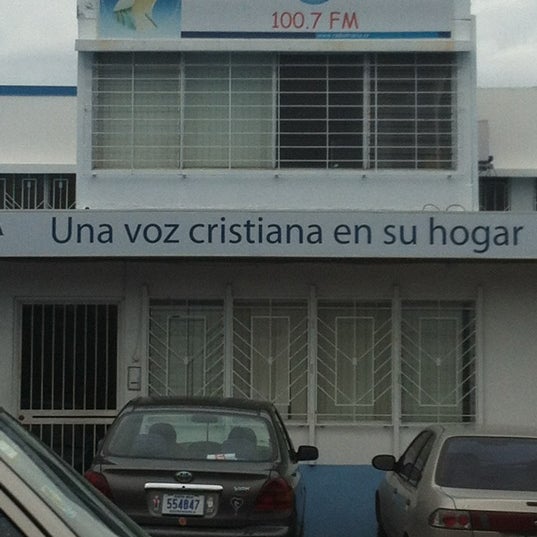 100.7 FM
A Una voz cristiana en su hogar
554847